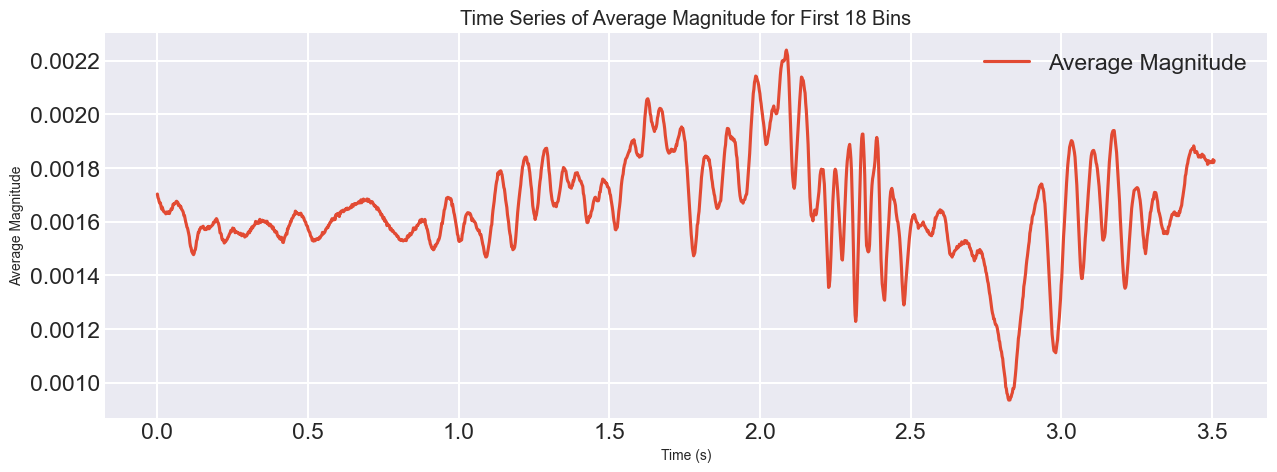 Time Series of Average Magnitude for First 18 Bins
Average Magnitude
0.0022
0.0020
0.0018
0.0016
0.0014
0.0012
0.0010
Average Magnitude
0.0 0.5 1.0 1.5 2.0 2.5 3.0 3.5
Time (s)